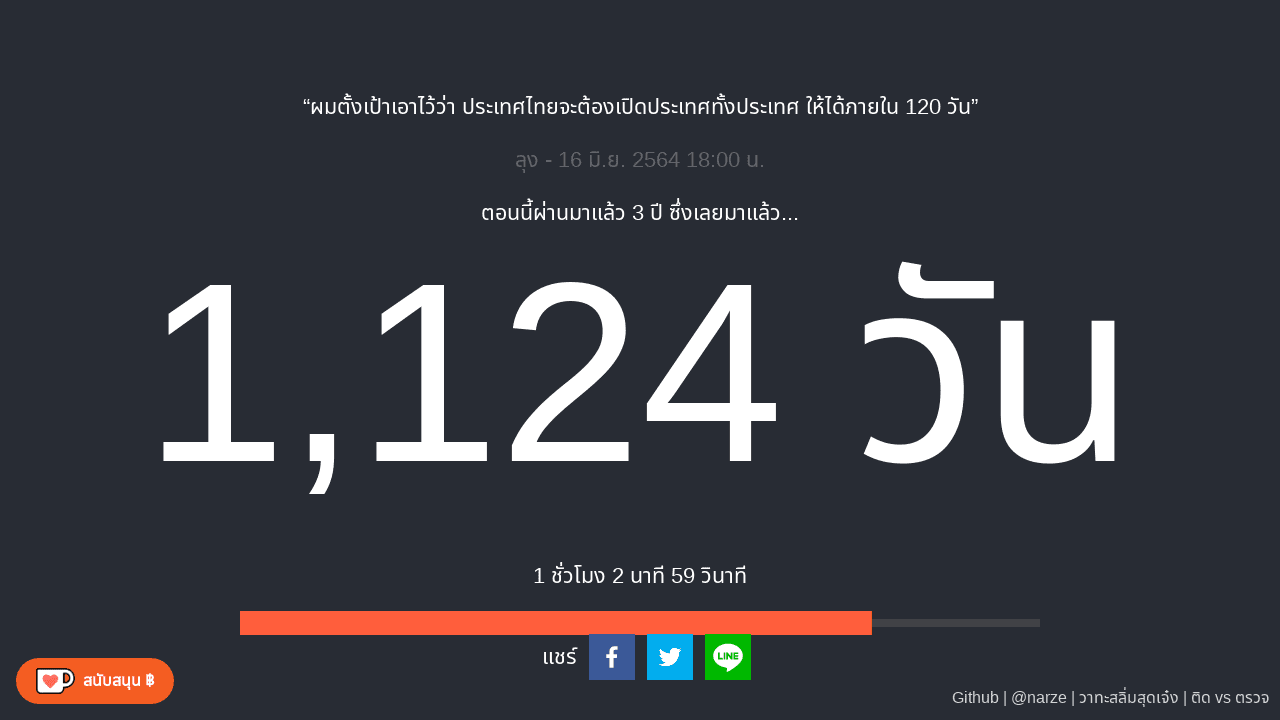 “ผมตั้งเป้าเอาไว้ว่า ประเทศไทยจะต้องเปิดประเทศทั้งประเทศ ให้ได้ภายใน 120 วัน”
ลุง - 16 มิ.ย. 2564 18:00 น.
ตอนนี้ผ่านมาแล้ว 3 ปี ซึ่งเลยมาแล้ว...
1,124 วัน
1 ชั่วโมง 2 นาที 59 วินาที
แชร์
LINE
สนับสนุน ฿
Github | @narze | วาทะสลิ่มสุดเจ๋ง | ติด vs ตรวจ